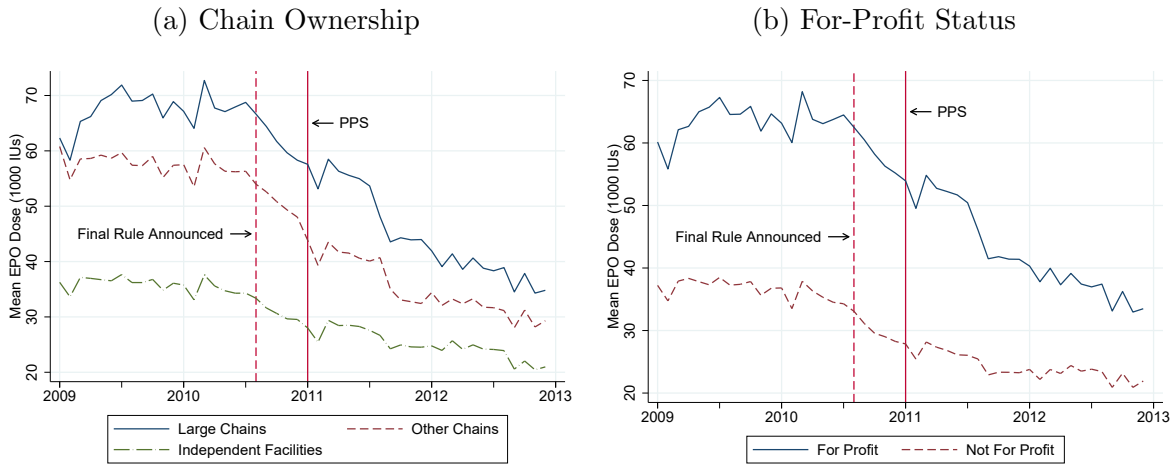 (a) Chain Ownership
Mean EPO Dose (1000 IUs)
70
60
50
40
30
20
PPS
Final Rule Announced
2009 2010 2011 2012 2013
Large Chains Other Chains
Independent Facilities
(b) For-Profit Status
Mean EPO Dose (1000 IUs)
70
60
50
40
30
20
PPS
Final Rule Announced
2009 2010 2011 2012 2013
For Profit Not For Profit